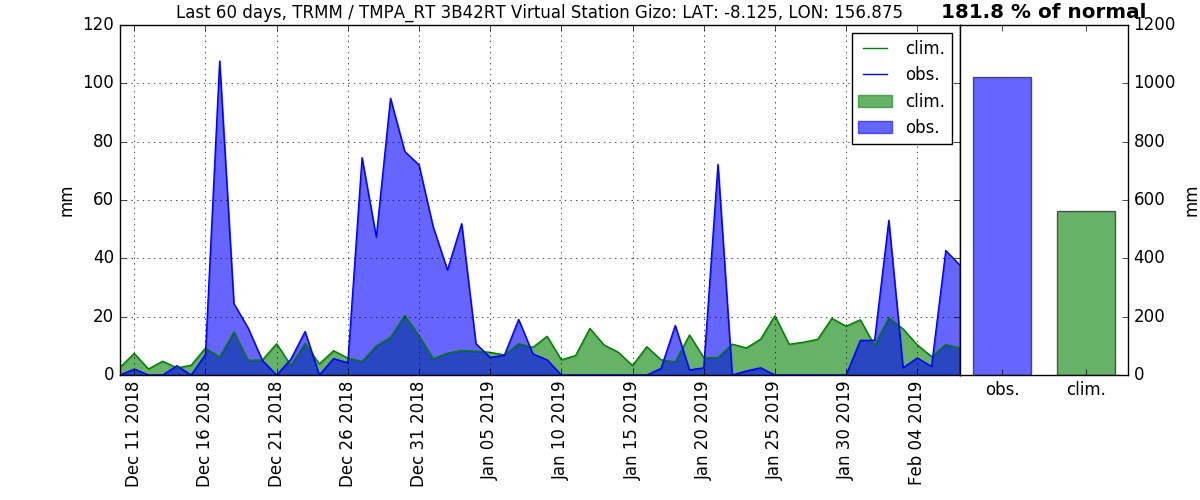 Last 60 days, TRMM / TMPA_RT 3B42RT Virtual Station Gizo: LAT: -8.125, LON: 156.875
181.8 % of normal
120
100
80
60
40
20
0
mm
clim.
obs.
clim.
obs.
1200
1000
800
600
400
200
0
mm
Dec 11 2018
Dec 16 2018
Dec 21 2018
Dec 26 2018
Dec 31 2018
Jan 05 2019
Jan 10 2019
Jan 15 2019
Jan 20 2019
Jan 25 2019
Jan 30 2019
Feb 04 2019
obs.
clim.